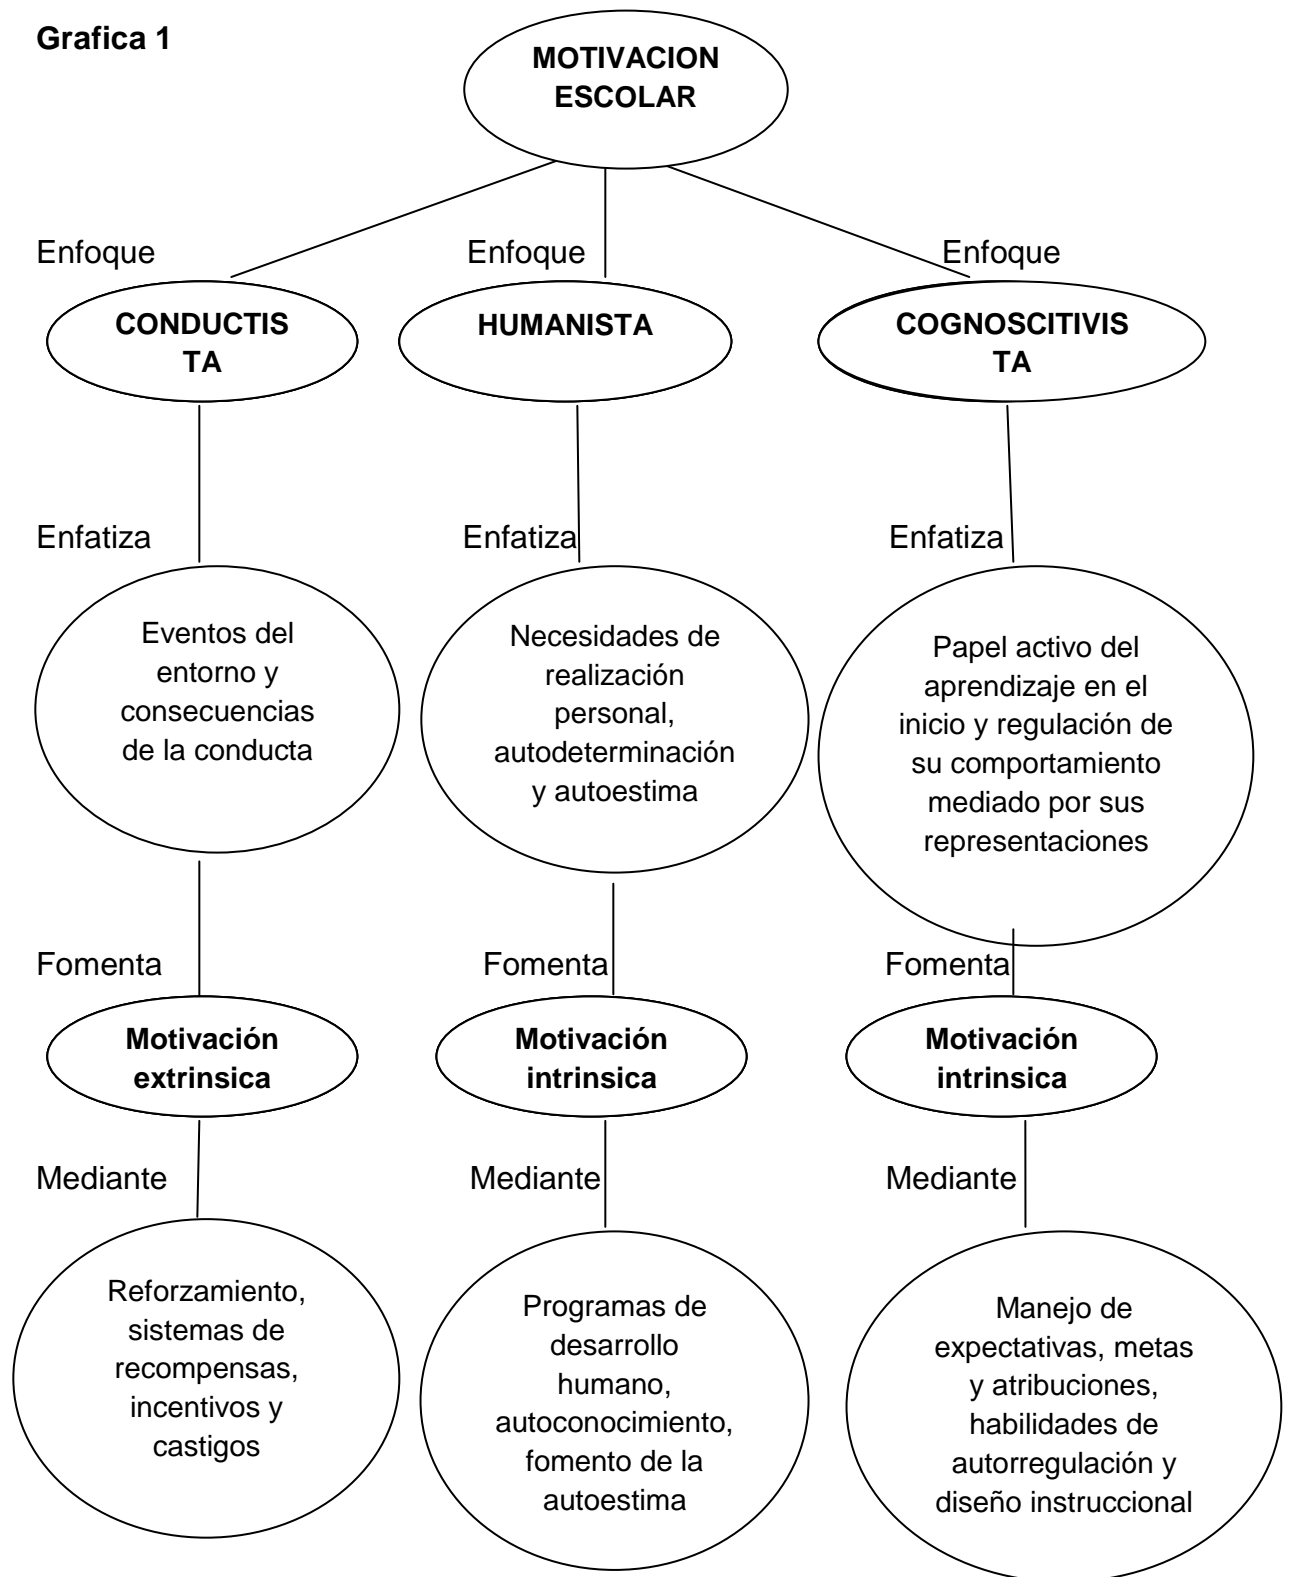 Grafica 1
MOTIVACION
ESCOLAR
Enfoque
Enfoque
Enfoque
CONDUCTIS
TA
HUMANISTA
COGNOSCITIVIS
TA
Enfatiza
Enfatiza
Enfatiza
Eventos del
entorno y
consecuencias
de la conducta
Necesidades de
realización
personal,
autodeterminación
y autoestima
Papel activo del
aprendizaje en el
inicio y regulación de
su comportamiento
mediado por sus
representaciones
Fomenta
Fomenta
Fomenta
Motivación
extrinsica
Motivación
intrinsica
Motivación
intrinsica
Mediante
Mediante
Mediante
Reforzamiento,
sistemas de
recompensas,
incentivos y
castigos
Programas de
desarrollo
humano,
autoconocimiento,
fomento de la
autoestima
Manejo de
expectativas, metas
y atribuciones,
habilidades de
autorregulación y
diseño instruccional